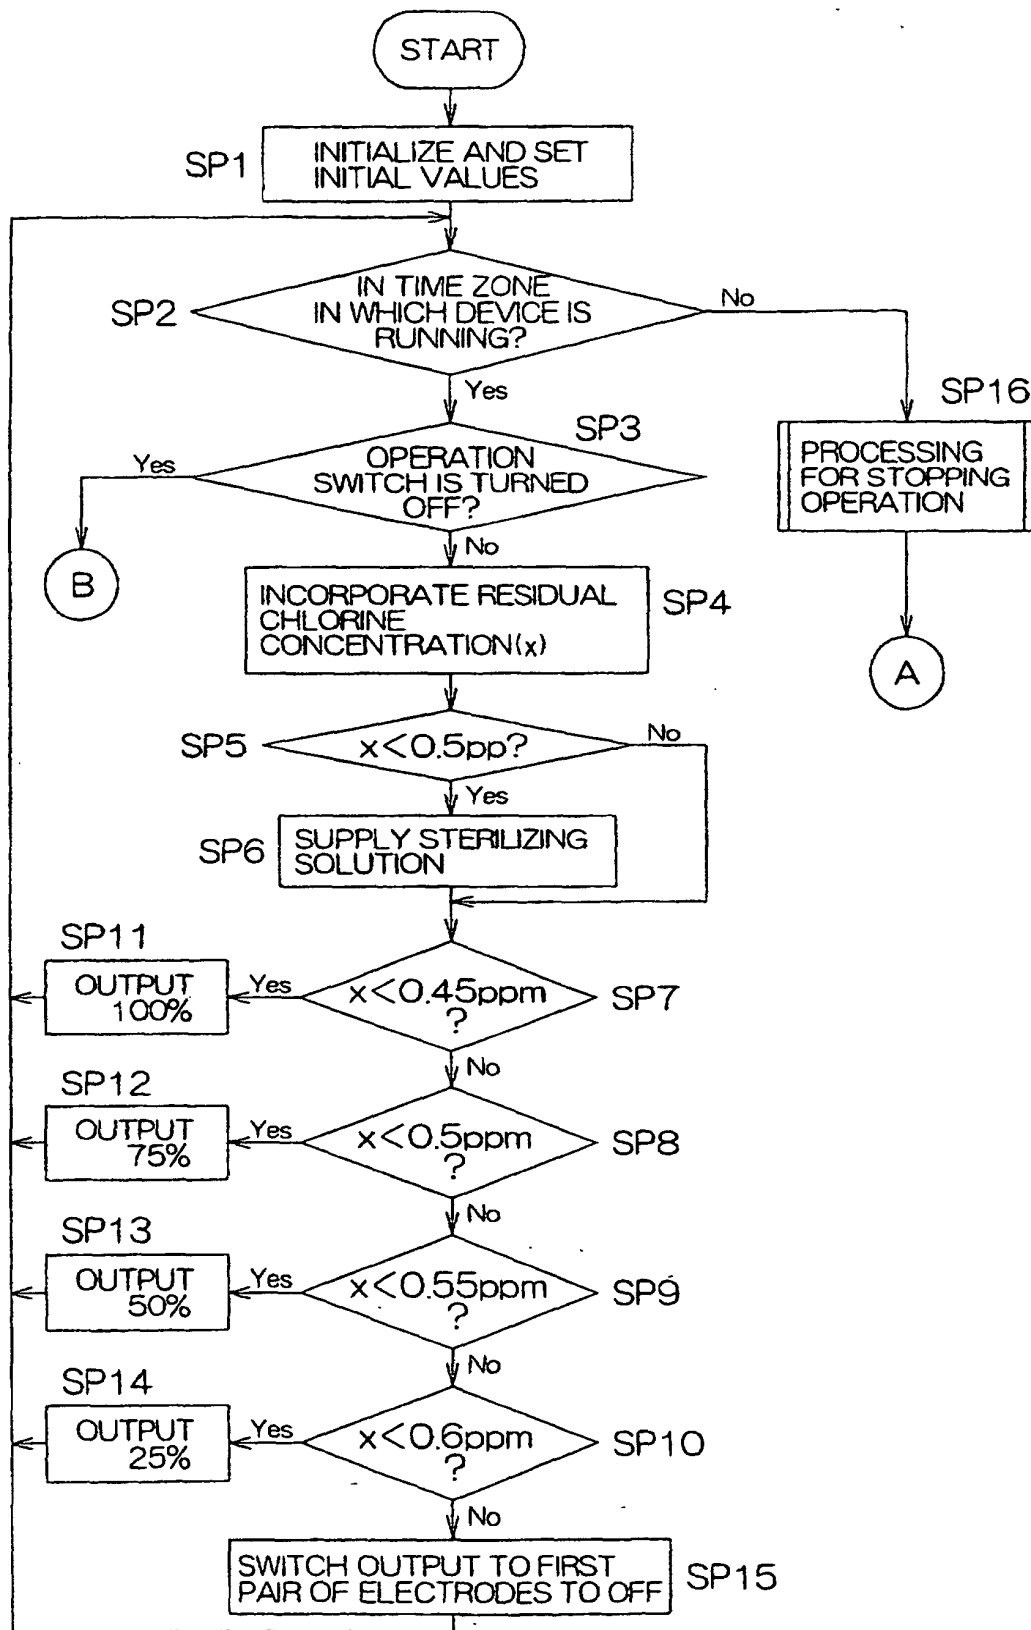 START
SP1
INITIALIZE AND SET
INITIAL VALUES
SP2
IN TIME ZONE
IN WHICH DEVICE IS
RUNNING?
No
Yes
SP16
PROCESSING
FOR STOPPING
OPERATION
A
SP3
OPERATION
SWITCH IS TURNED
OFF?
Yes
B
No
INCORPORATE RESIDUAL
CHLORINE
CONCENTRATION(x)
SP4
SP5
x<0.5pp?
No
Yes
SP6
SUPPLY STERILIZING
SOLUTION
SP11
OUTPUT
100%
Yes
x<0.45ppm
?
SP7
No
SP12
OUTPUT
75%
Yes
x<0.5ppm
?
SP8
No
SP13
OUTPUT
50%
Yes
x<0.55ppm
?
SP9
No
SP14
OUTPUT
25%
Yes
x<0.6ppm
?
SP10
No
SWITCH OUTPUT TO FIRST
PAIR OF ELECTRODES TO OFF
SP15